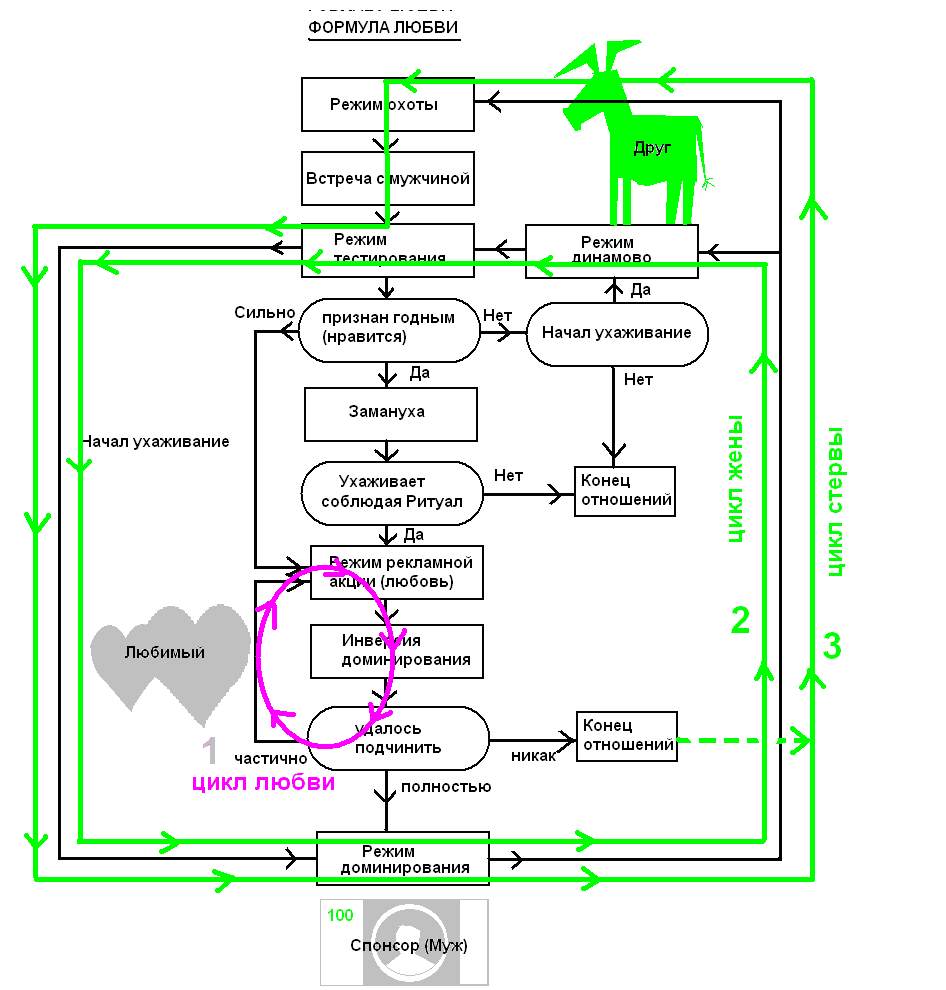 ФОРМУЛА ЛЮБВИ
Режим охоты
Друг
Встреча с мужчиной
Режим
тестирования
Режим
динамово
Да
Сильно
признан годным
(нравится)
Нет
Начал ухаживание
Да
Нет
Замануха
Начал ухаживание
цикл жены
цикл стервы
Ухаживает
соблюдая Ритуал
Нет
Конец
отношений
Да
Режим рекламной
акции (любовь)
2
3
Любимый
Инверсия
доминирования
1
удалось
подчинить
Конец
отношений
частично
никак
цикл любви
полностью
Режим
доминирования
100
Спонсор (Муж)